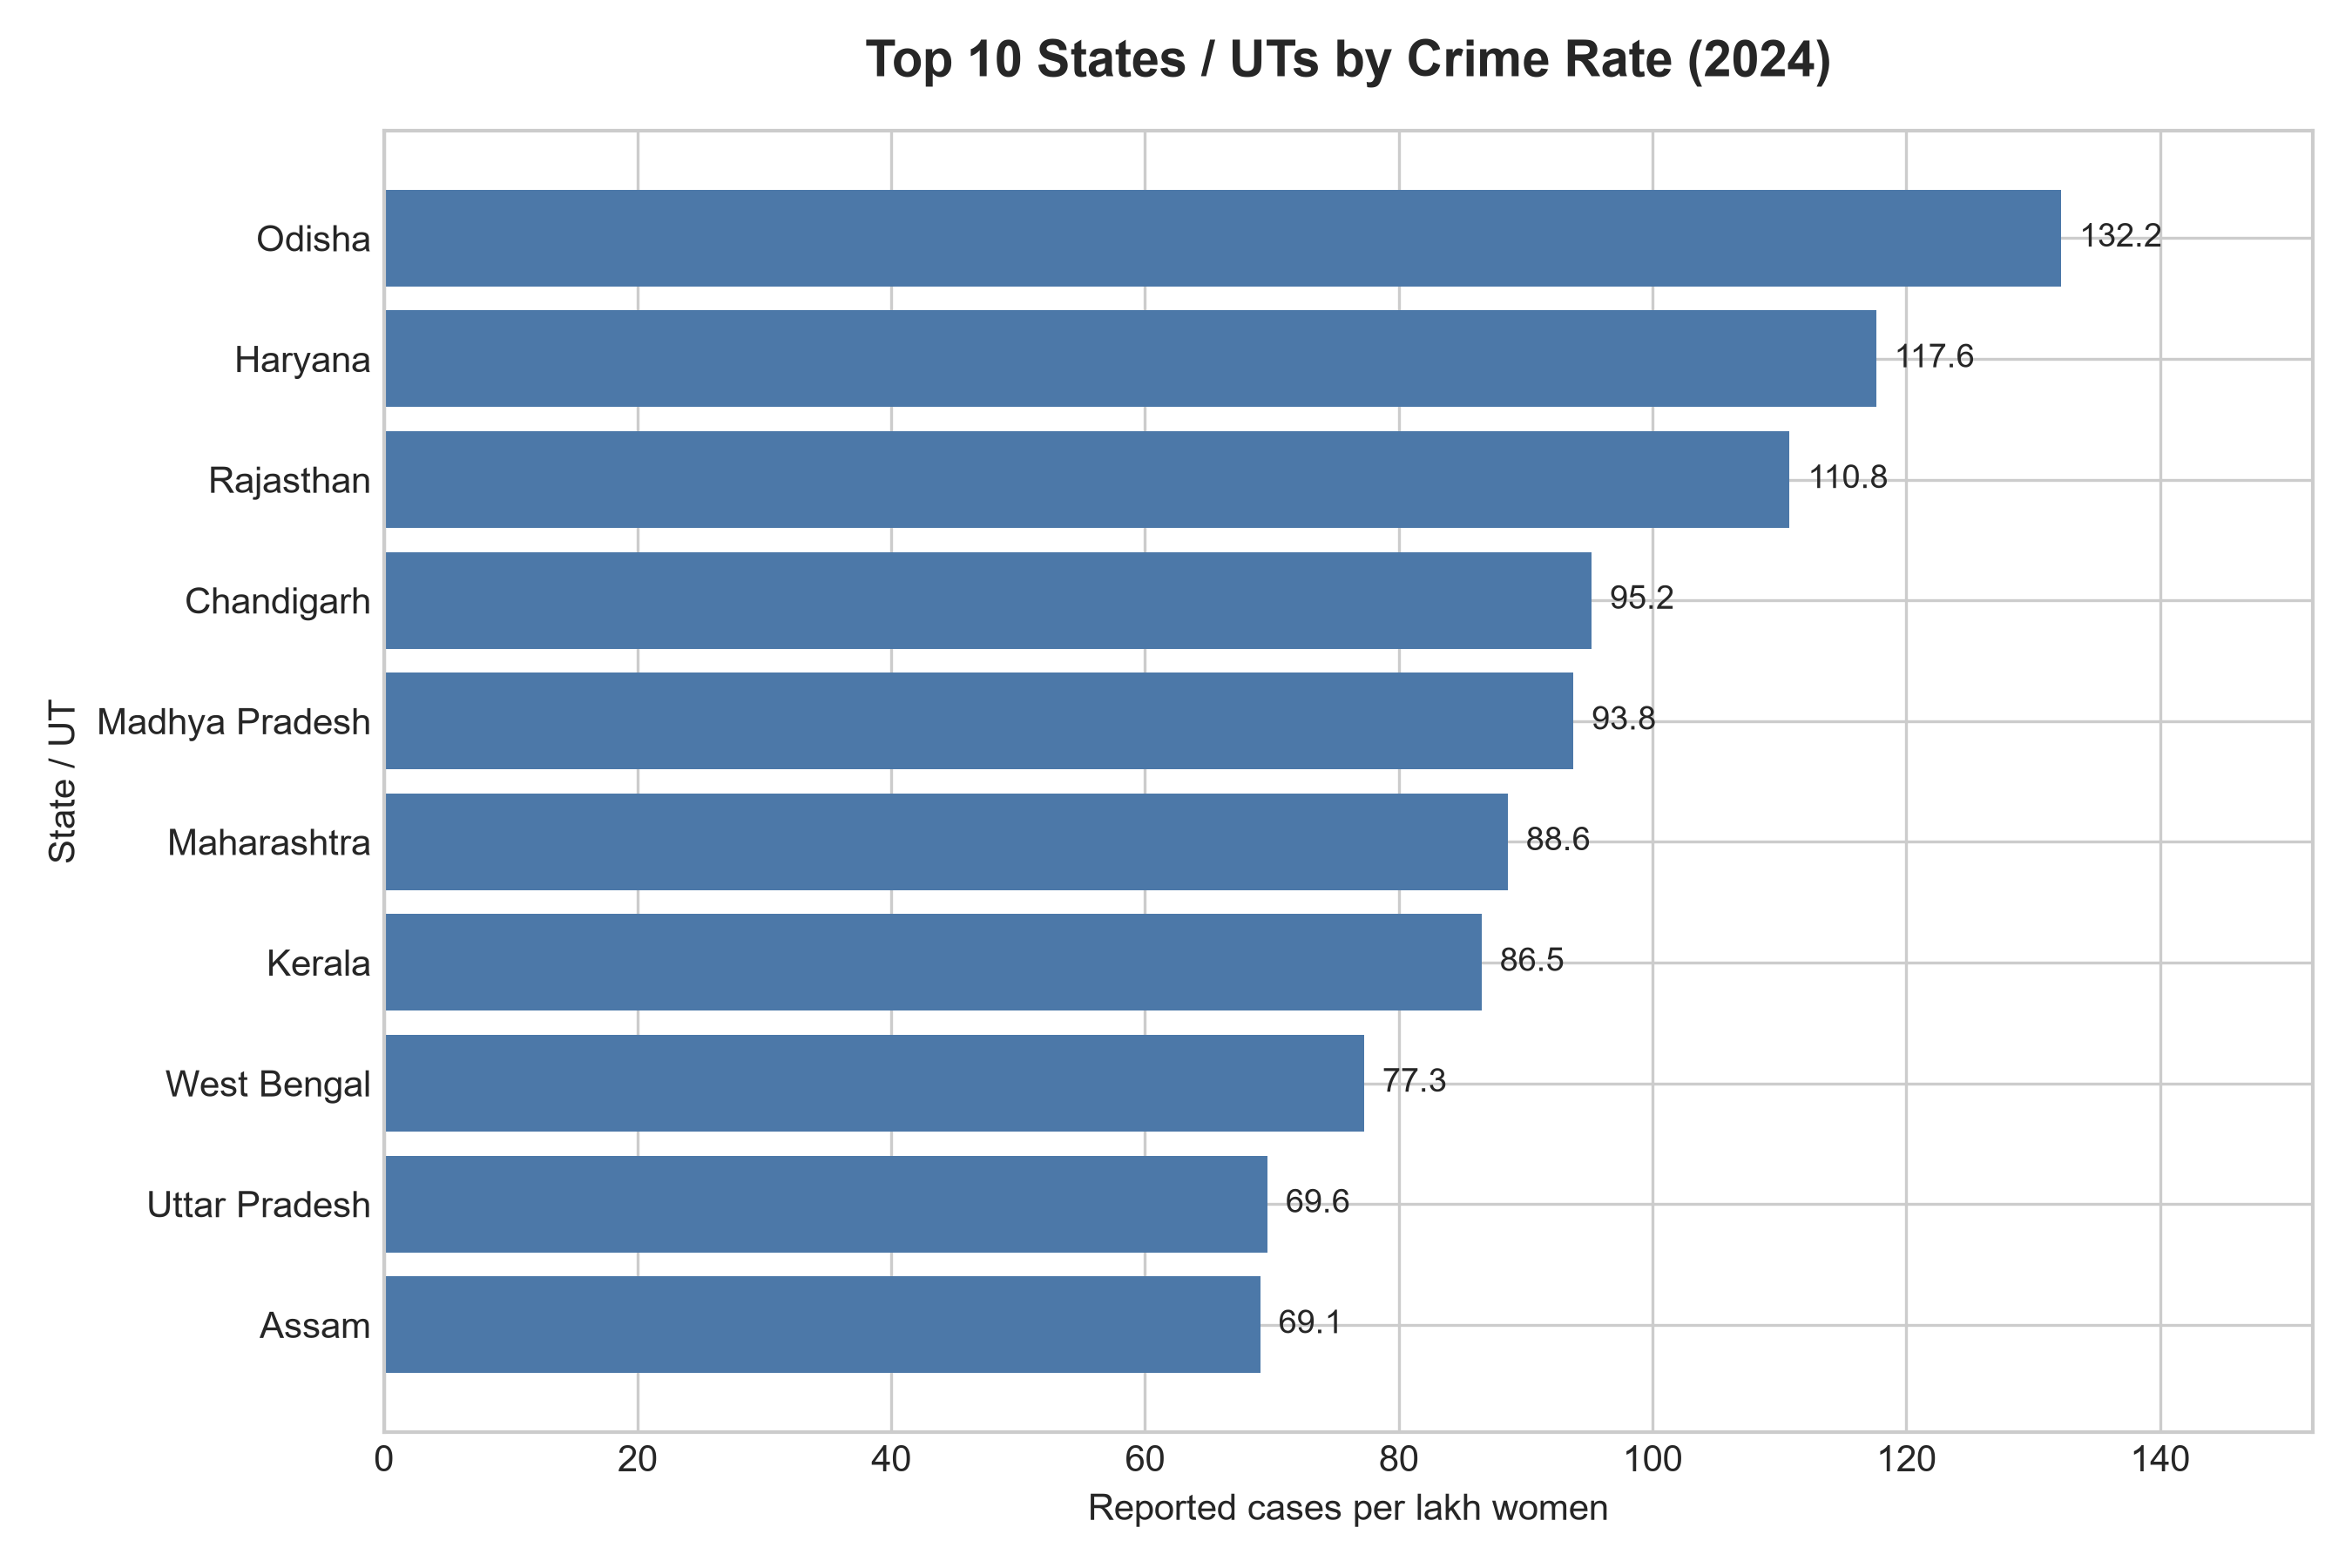 Top 10 States / UTs by Crime Rate (2024)
State / UT
Odisha 132.2
Haryana 117.6
Rajasthan 110.8
Chandigarh 95.2
Madhya Pradesh 93.8
Maharashtra 88.6
Kerala 86.5
West Bengal 77.3
Uttar Pradesh 69.6
Assam 69.1
0 20 40 60 80 100 120 140
Reported cases per lakh women